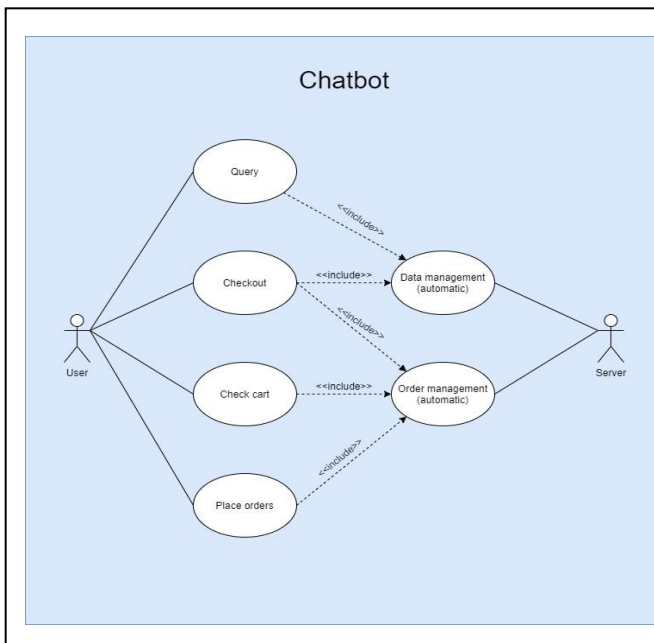 Chatbot
Query
<<include>>
Checkout
<<include>>
Data management
(automatic)
<<include>>
User
Server
Check cart
<<include>>
Order management
(automatic)
<<include>>
Place orders